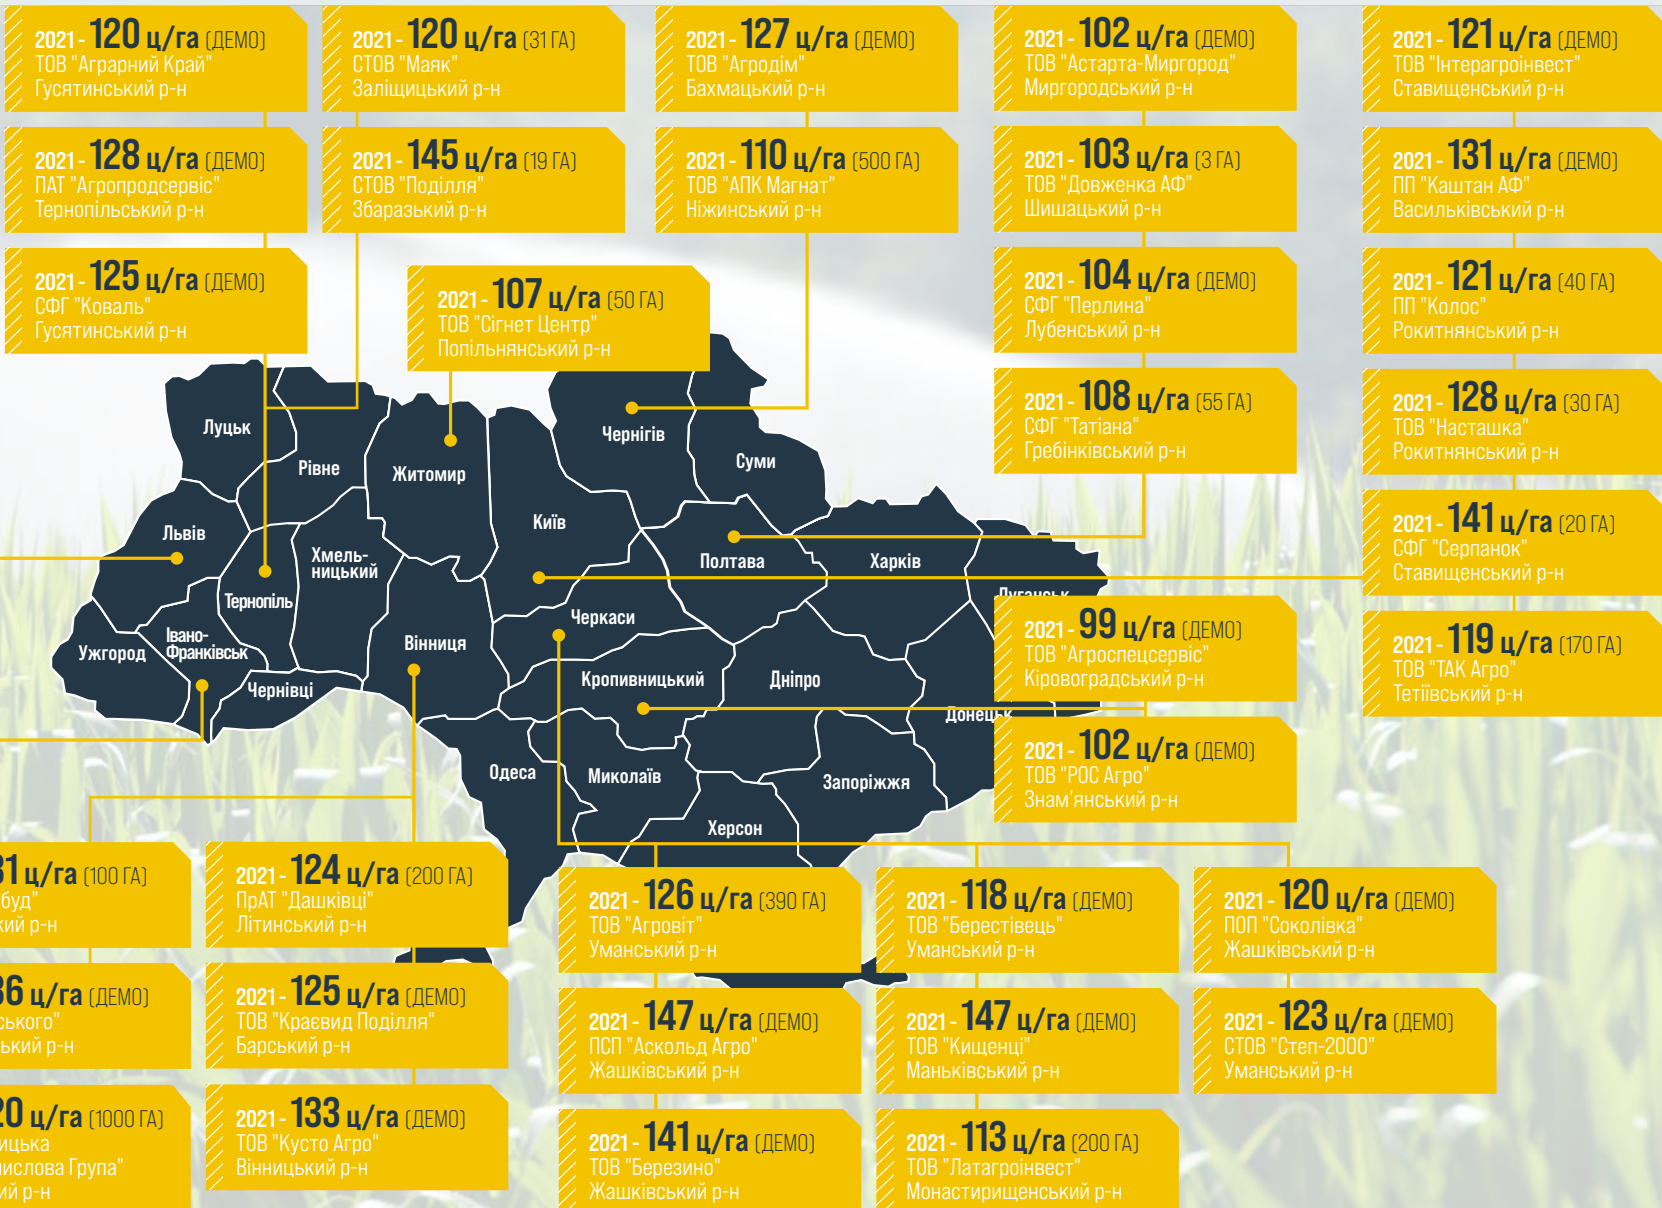 2021 - 120 ц/га (ДЕМО)
ТОВ "Аграрний Край"
Гусятинський р-н
2021 - 120 ц/га (31 ГА)
СТОВ "Маяк"
Заліщицький р-н
2021 - 127 ц/га (ДЕМО)
ТОВ "Агродім"
Бахмацький р-н
2021 - 102 ц/га (ДЕМО)
ТОВ "Астарта-Миргород"
Миргородський р-н
2021 - 121 ц/га (ДЕМО)
ТОВ "Інтерагроінвест"
Ставищенський р-н
2021 - 128 ц/га (ДЕМО)
ПАТ "Агропродсервіс"
Тернопільський р-н
2021 - 145 ц/га (19 ГА)
СТОВ "Поділля"
Збаразький р-н
2021 - 110 ц/га (500 ГА)
ТОВ "АПК Магнат"
Ніжинський р-н
2021 - 103 ц/га (3 ГА)
ТОВ "Довженка АФ"
Шишацький р-н
2021 - 131 ц/га (ДЕМО)
ПП "Каштан АФ"
Васильківський р-н
2021 - 125 ц/га (ДЕМО)
СФГ "Коваль"
Гусятинський р-н
2021 - 107 ц/га (50 ГА)
ТОВ "Сігнет Центр"
Попільнянський р-н
2021 - 104 ц/га (ДЕМО)
СФГ "Перлина"
Лубенський р-н
2021 - 121 ц/га (40 ГА)
ПП "Колос"
Рокитнянський р-н
2021 - 108 ц/га (55 ГА)
СФГ "Татіана"
Гребінківський р-н
2021 - 128 ц/га (30 ГА)
ТОВ "Насташка"
Рокитнянський р-н
2021 - 141 ц/га (20 ГА)
СФГ "Серпанок"
Ставищенський р-н
2021 - 119 ц/га (170 ГА)
ТОВ "ТАК Агро"
Тетіївський р-н
Луцьк
Рівне
Житомир
Чернігів
Суми
Київ
Львів
Хмель-
ницький
Тернопіль
Полтава
Харків
Луганськ
Івано-
Франківськ
Ужгород
Чернівці
Вінниця
Черкаси
Кропивницький
Дніпро
Донецьк
Одеса
Миколаїв
Запоріжжя
Херсон
2021 - 99 ц/га (ДЕМО)
ТОВ "Агроспецсервіс"
Кіровоградський р-н
2021 - 102 ц/га (ДЕМО)
ТОВ "РОС Агро"
Знам'янський р-н
31 ц/га (100 ГА)
буд"
кий р-н
2021 - 124 ц/га (200 ГА)
ПрАТ "Дашківці"
Літинський р-н
2021 - 126 ц/га (390 ГА)
ТОВ "Агровіт"
Уманський р-н
2021 - 118 ц/га (ДЕМО)
ТОВ "Берестівець"
Уманський р-н
2021 - 120 ц/га (ДЕМО)
ПОП "Соколівка"
Жашківський р-н
36 ц/га (ДЕМО)
ського"
ький р-н
2021 - 125 ц/га (ДЕМО)
ТОВ "Краєвид Поділля"
Барський р-н
2021 - 147 ц/га (ДЕМО)
ПСП "Аскольд Агро"
Жашківський р-н
2021 - 147 ц/га (ДЕМО)
ТОВ "Кищенці"
Маньківський р-н
2021 - 123 ц/га (ДЕМО)
СТОВ "Степ-2000"
Уманський р-н
20 ц/га (1000 ГА)
ицька
ислова Група"
ий р-н
2021 - 133 ц/га (ДЕМО)
ТОВ "Кусто Агро"
Вінницький р-н
2021 - 141 ц/га (ДЕМО)
ТОВ "Березино"
Жашківський р-н
2021 - 113 ц/га (200 ГА)
ТОВ "Латагроінвест"
Монастирищенський р-н